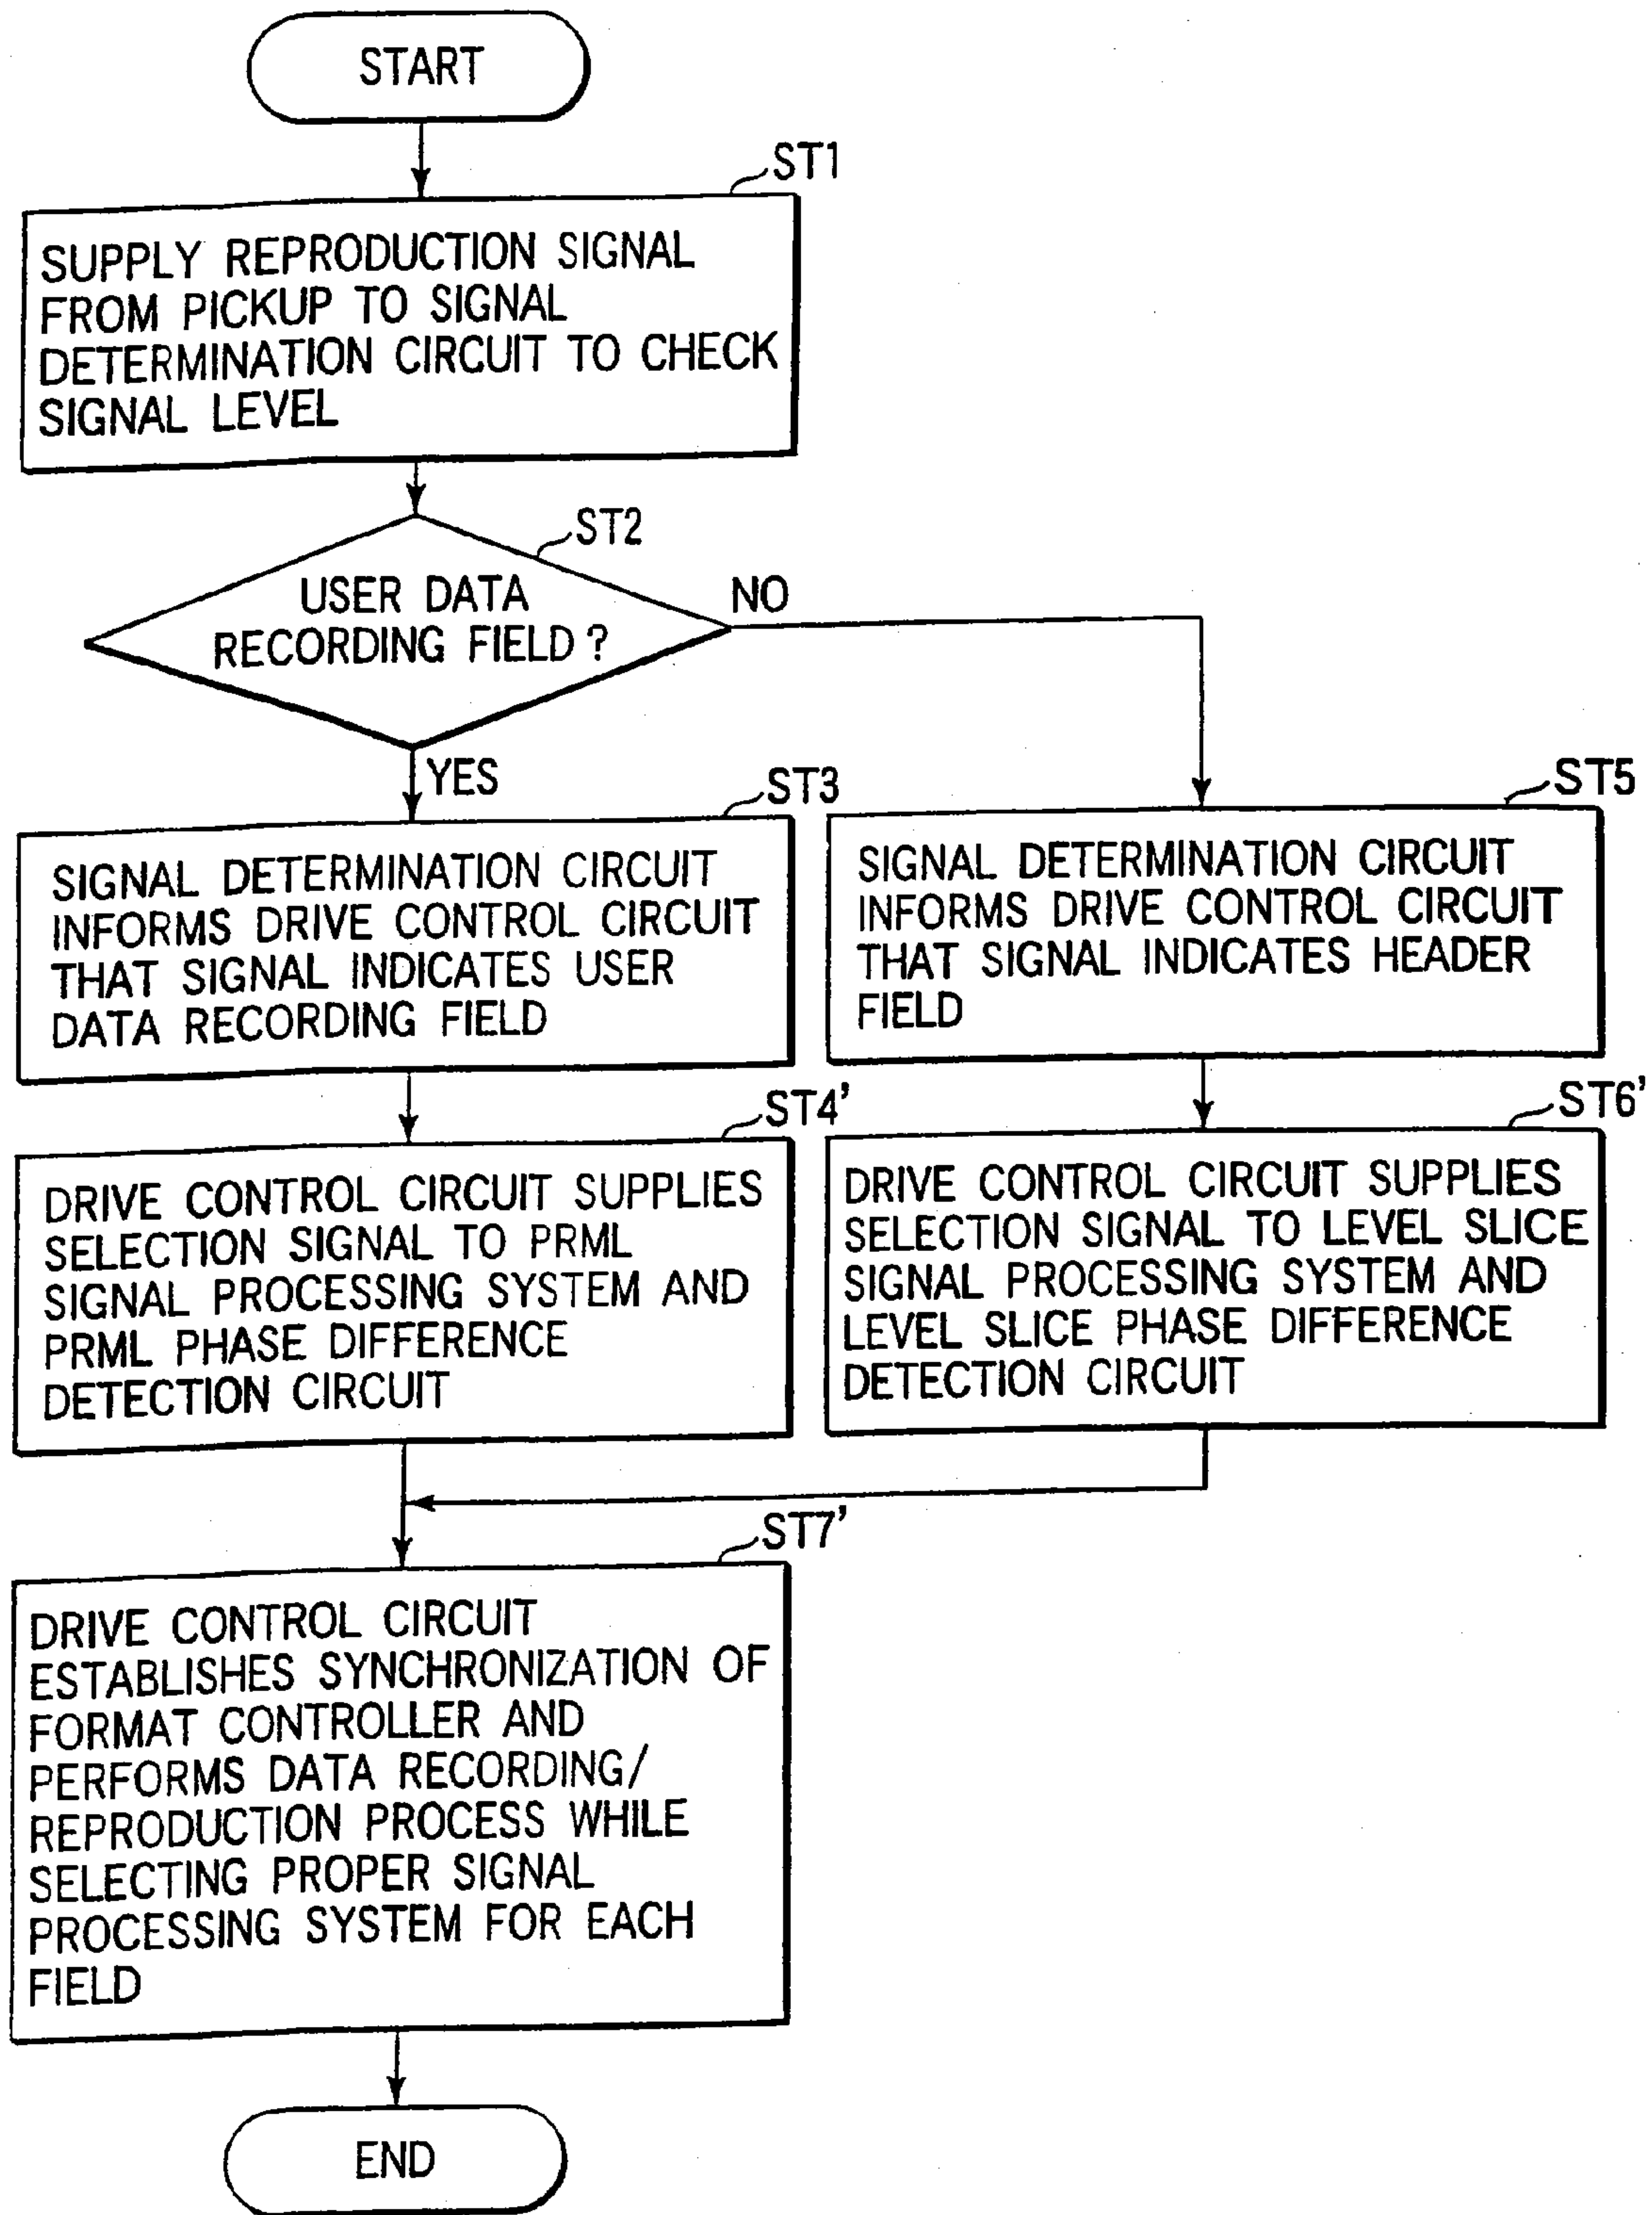 START
ST1
SUPPLY REPRODUCTION SIGNAL
FROM PICKUP TO SIGNAL
DETERMINATION CIRCUIT TO CHECK
SIGNAL LEVEL
ST2
USER DATA
RECORDING FIELD?
NO
YES
ST3
SIGNAL DETERMINATION CIRCUIT
INFORMS DRIVE CONTROL CIRCUIT
THAT SIGNAL INDICATES USER
DATA RECORDING FIELD
ST5
SIGNAL DETERMINATION CIRCUIT
INFORMS DRIVE CONTROL CIRCUIT
THAT SIGNAL INDICATES HEADER
FIELD
ST4'
DRIVE CONTROL CIRCUIT SUPPLIES
SELECTION SIGNAL TO PRML
SIGNAL PROCESSING SYSTEM AND
PRML PHASE DIFFERENCE
DETECTION CIRCUIT
ST6'
DRIVE CONTROL CIRCUIT SUPPLIES
SELECTION SIGNAL TO LEVEL SLICE
SIGNAL PROCESSING SYSTEM AND
LEVEL SLICE PHASE DIFFERENCE
DETECTION CIRCUIT
ST7'
DRIVE CONTROL CIRCUIT
ESTABLISHES SYNCHRONIZATION OF
FORMAT CONTROLLER AND
PERFORMS DATA RECORDING/
REPRODUCTION PROCESS WHILE
SELECTING PROPER SIGNAL
PROCESSING SYSTEM FOR EACH
FIELD
END